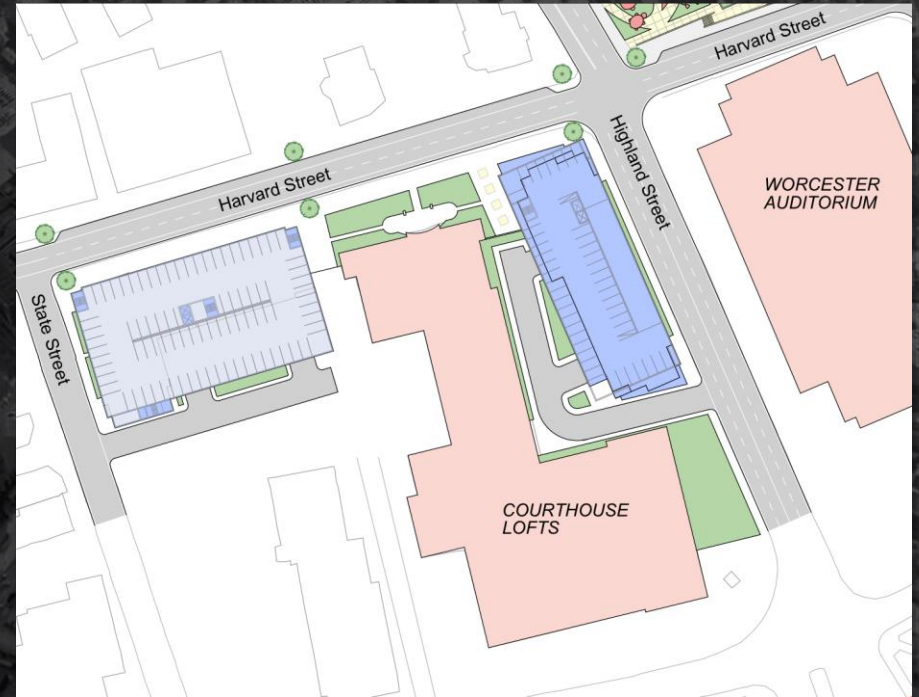 Harvard Street
Harvard Street
Highland Street
WORCESTER
AUDITORIUM
State Street
COURTHOUSE
LOFTS